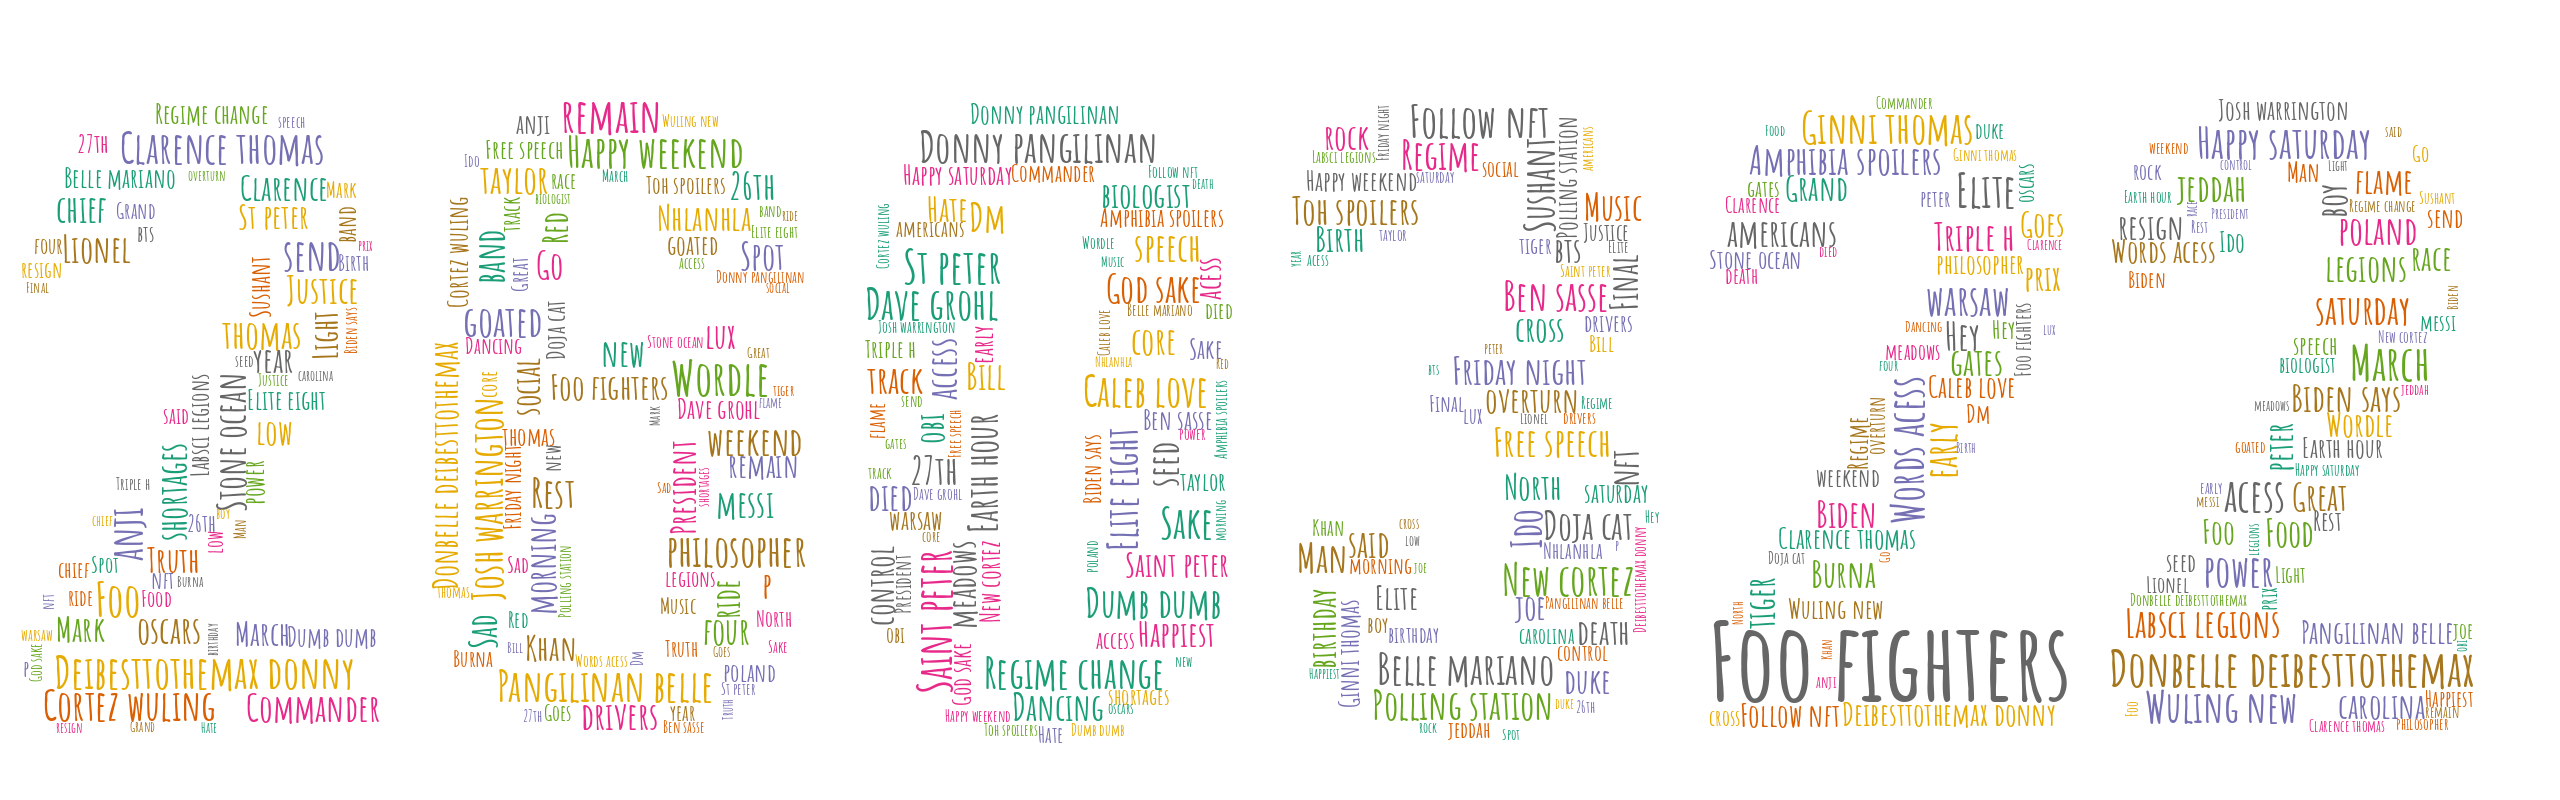 Regime change
speech
27th
Clarence Thomas
Belle Mariano
overturn
Clarence
Mark
chief
Grand
St Peter
band
BTS
four
Lionel
prix
send
birth
resign
Final
Sushant
Justice
Thomas
Light
Biden says
seed
year
Justice
Carolina
Labsci Legions
Stone Ocean
Elite Eight
said
low
shortages
power
Triple H
chief
Anji
26th
boy
low
man
Spot
Truth
chief
NFT
Burna
NFT
ride
Foo
Food
Warsaw
Mark
Oscars
birthday
March
Dumb Dumb
P
God sake
Deibesttothemax Donny
Cortez Wuling
Commander
resign
Grand
hate
Anji
remain
Wuling new
Ido
Free speech
Happy weekend
Taylor
race
March
Toh spoilers
26th
biologist
Cortez Wuling
track
red
Nhlanhla
band
ride
Elite Eight
band
goated
access
great
Go
Spot
Donny Pangilinan
social
goated
Doja Cat
Dancing
new
Stone Ocean
lux
great
Donbelle Deibesttothemax
core
social
Foo Fighters
Wordle
tiger
Mark
Dave Grohl
flame
Josh Warington
Thomas
Friday night
new
weekend
President
remain
Rest
Sad
shortages
Messi
morning
Sad
polling station
philosopher
legions
ride
P
Thomas
Music
Red
four
North
Sad
Bill
Khan
Truth
Goes
Sake
Burna
Words acess
Dm
Poland
Pangilinan Belle
St Peter
27th
Goes
drivers
year
Ben Sasse
Truth
Donny Pangilinan
Donny Pangilinan
Happy Saturday
Commander
Follow NFT
death
biologist
Cortez Wuling
hate
Dm
Amphibia spoilers
Americans
Wordle
speech
Music
St Peter
God sake
acess
Dave Grohl
Belle Mariano
died
Josh Warrington
Caleb Love
core
Triple H
access
early
Sake
Nhlanhla
red
track
Bill
Caleb Love
send
flame
obi
free speech
Ben Sasse
power
Amphibia spoilers
gates
Earth Hour
Biden says
Elite Eight
seed
27th
track
Dave Grohl
Taylor
died
Warsaw
core
Sake
morning
control
President
Saint Peter
meadows
New Cortez
Poland
Saint Peter
Dumb Dumb
obi
God sake
access
Happiest
Regime change
new
Dancing
Oscars
shortages
Happy weekend
Toh spoilers
Hate
Dumb Dumb
rock
Friday night
Follow NFT
Labsci Legions
Regime
social
Sushant
polling station
Americans
Happy weekend
Saturday
Toh spoilers
Music
Birth
Taylor
Justice
year
acess
tiger
BTS
Elite
Saint Peter
final
Ben Sasse
cross
drivers
Bill
Peter
BTS
Friday night
Final
lux
overturn
Regime
Lionel
drivers
Free speech
NFT
North
Saturday
Khan
cross
low
Ido
Doja Cat
Hey
Man
said
morning
Joe
Nhlanhla
P
New Cortez
Deibesttothemax Donny
birthday
Ginni Thomas
Elite
Joe
Pangilinan Belle
boy
birthday
Carolina
Death
control
Happiest
Belle Mariano
Duke
Polling station
Duke
26th
rock
Jeddah
Spot
Commander
Food
Ginni Thomas
Duke
Amphibia spoilers
Ginni Thomas
gates
Grand
Clarence
Peter
Elite
Oscars
Americans
Goes
Triple H
Clarence
died
Stone Ocean
philosopher
death
prix
Warsaw
Dancing
Hey
Hey
Foo Fighters
lux
meadows
four
gates
Caleb Love
Dm
Regime
overturn
Words acess
early
birth
weekend
Biden
Clarence Thomas
Doja Cat
Go
tiger
Burna
North
Wuling new
Foo Fighters
Khan
Anji
cross
Follow NFT
Deibesttothemax Donny
Josh Warrington
said
weekend
Happy Saturday
Go
rock
control
Man
light
flame
Earth Hour
Jeddah
boy
Regime change
Sushant
race
President
send
resign
Rest
Poland
Words acess
Ido
Biden
legions
race
Saturday
Biden
Messi
New Cortez
speech
biologist
March
Jeddah
meadows
Biden says
Wordle
goated
Peter
Earth Hour
Happy Saturday
early
Messi
acess
Great
Rest
Foo
legions
Food
seed
Lionel
power
Light
Donbelle Deibesttothemax
prix
Labsci Legions
Pangilinan Belle
Joe
obi
Donbelle Deibesttothemax
Foo
Wuling new
Carolina
Happiest
remain
Clarence Thomas
philosopher